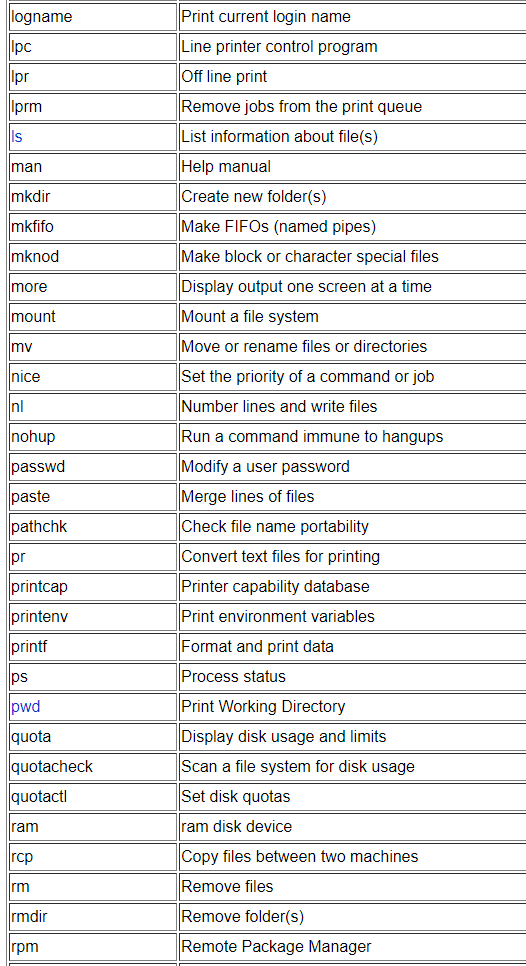 logname Print current login name
lpc Line printer control program
lpr Off line print
lprm Remove jobs from the print queue
ls List information about file(s)
man Help manual
mkdir Create new folder(s)
mkfifo Make FIFOs (named pipes)
mknod Make block or character special files
more Display output one screen at a time
mount Mount a file system
mv Move or rename files or directories
nice Set the priority of a command or job
nl Number lines and write files
nohup Run a command immune to hangups
passwd Modify a user password
paste Merge lines of files
pathchk Check file name portability
pr Convert text files for printing
printcap Printer capability database
printenv Print environment variables
printf Format and print data
ps Process status
pwd Print Working Directory
quota Display disk usage and limits
quotacheck Scan a file system for disk usage
quotactl Set disk quotas
ram ram disk device
rcp Copy files between two machines
rm Remove files
rmdir Remove folder(s)
rpm Remote Package Manager